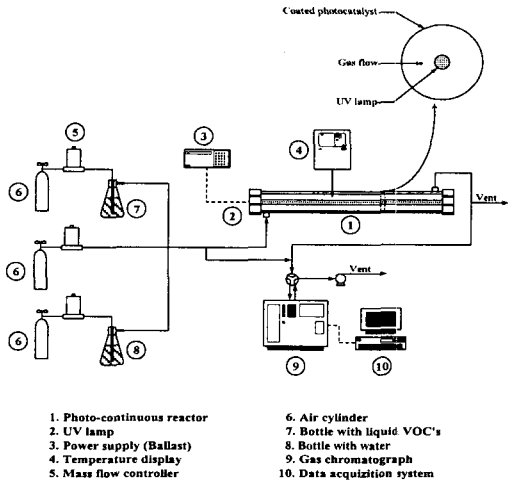 Coated photocatalyst
Gas flow
UV lamp
5
3
4
6
7
2
1
Vent
6
Vent
6
8
9
10
1. Photo-continuous reactor
2. UV lamp
3. Power supply (Ballast)
4. Temperature display
5. Mass flow controller
6. Air cylinder
7. Bottle with liquid VOC's
8. Bottle with water
9. Gas chromatograph
10. Data acquizition system